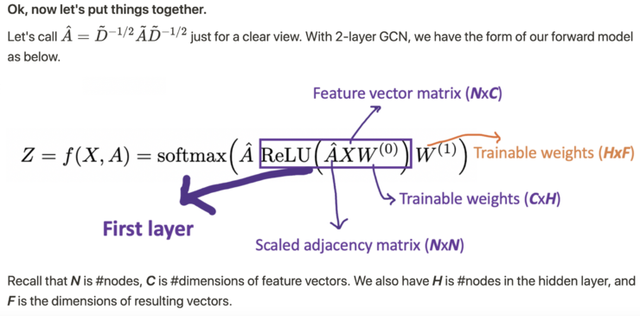 Ok, now let's put things together.
Let's call Â = D̃^{-1/2} Ã D̃^{-1/2} just for a clear view. With 2-layer GCN, we have the form of our forward model
as below.
Feature vector matrix (NxC)
Z = f(X, A) = softmax(Â ReLU(ÂXW^{(0)}) W^{(1)})
Trainable weights (HxF)
Trainable weights (CxH)
First layer
Scaled adjacency matrix (NxN)
Recall that N is #nodes, C is #dimensions of feature vectors. We also have H is #nodes in the hidden layer, and
F is the dimensions of resulting vectors.